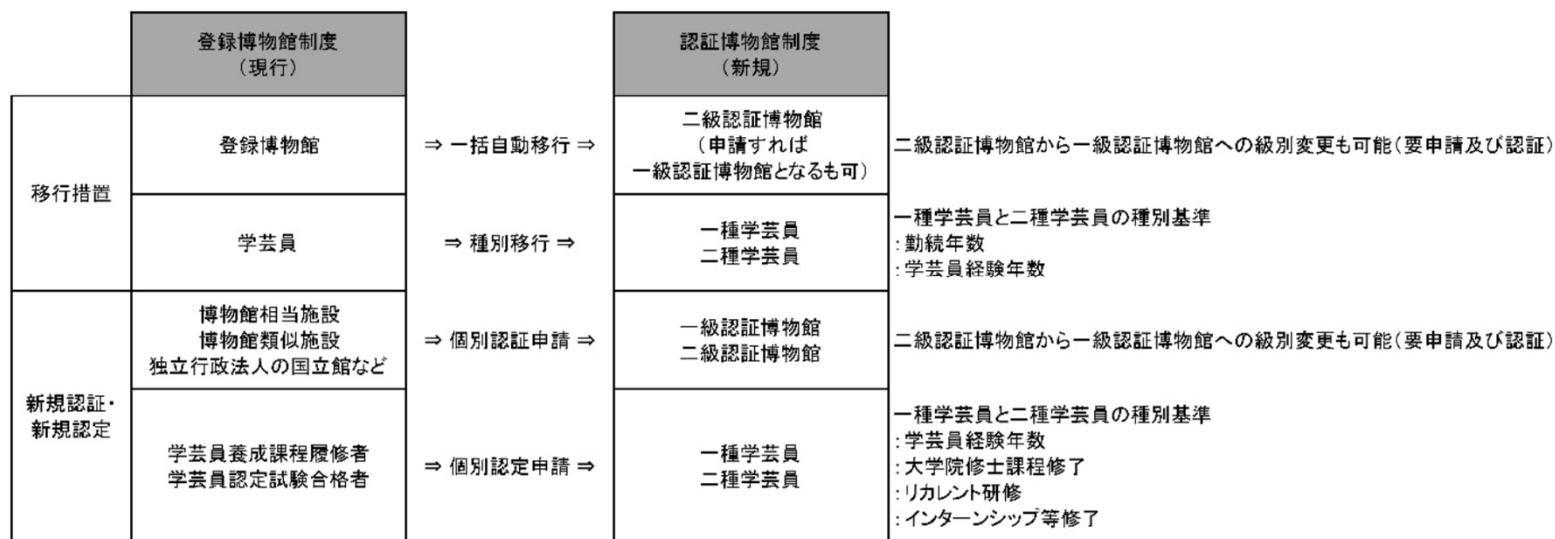 登録博物館制度
（現行）
認証博物館制度
（新規）
移行措置
登録博物館
⇒ 一括自動移行 ⇒
二級認証博物館
（申請すれば
一級認証博物館となるも可）
二級認証博物館から一級認証博物館への級別変更も可能（要申請及び認証）
学芸員
⇒ 種別移行 ⇒
一種学芸員
二種学芸員
一種学芸員と二種学芸員の種別基準
：勤続年数
：学芸員経験年数
新規認証・
新規認定
博物館相当施設
博物館類似施設
独立行政法人の国立館など
⇒ 個別認証申請 ⇒
一級認証博物館
二級認証博物館
二級認証博物館から一級認証博物館への級別変更も可能（要申請及び認証）
学芸員養成課程履修者
学芸員認定試験合格者
⇒ 個別認定申請 ⇒
一種学芸員
二種学芸員
一種学芸員と二種学芸員の種別基準
：学芸員経験年数
：大学院修士課程修了
：リカレント研修
：インターンシップ等修了